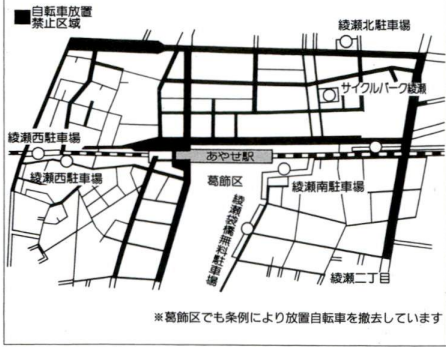 自転車放置
禁止区域
綾瀬北駐車場
サイクルパーク綾瀬
綾瀬西駐車場
あやせ駅
綾瀬西駐車場
葛飾区
綾瀬南駐車場
綾瀬袋橋無料駐車場
綾瀬二丁目
※葛飾区でも条例により放置自転車を撤去しています